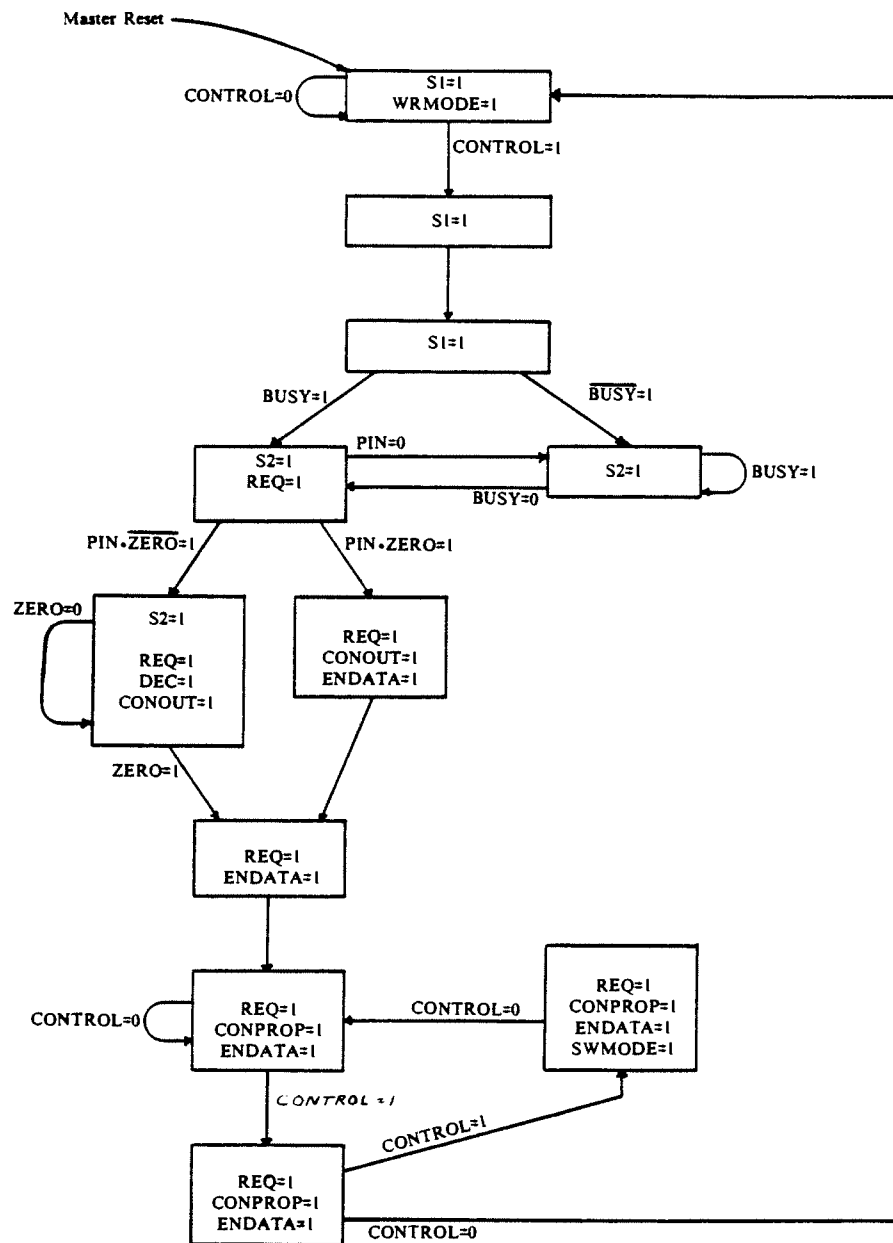 Master Reset
S1=1
WRMODE=1
CONTROL=0
CONTROL=1
S1=1
S1=1
BUSY=1
B̅U̅S̅Y̅=1
S2=1
REQ=1
PIN=0
BUSY=0
S2=1
BUSY=1
PIN•Z̅E̅R̅O̅=1
PIN•ZERO=1
ZERO=0
S2=1
REQ=1
DEC=1
CONOUT=1
REQ=1
CONOUT=1
ENDATA=1
ZERO=1
REQ=1
ENDATA=1
CONTROL=0
REQ=1
CONPROP=1
ENDATA=1
CONTROL=0
REQ=1
CONPROP=1
ENDATA=1
SWMODE=1
CONTROL=1
CONTROL=1
REQ=1
CONPROP=1
ENDATA=1
CONTROL=0